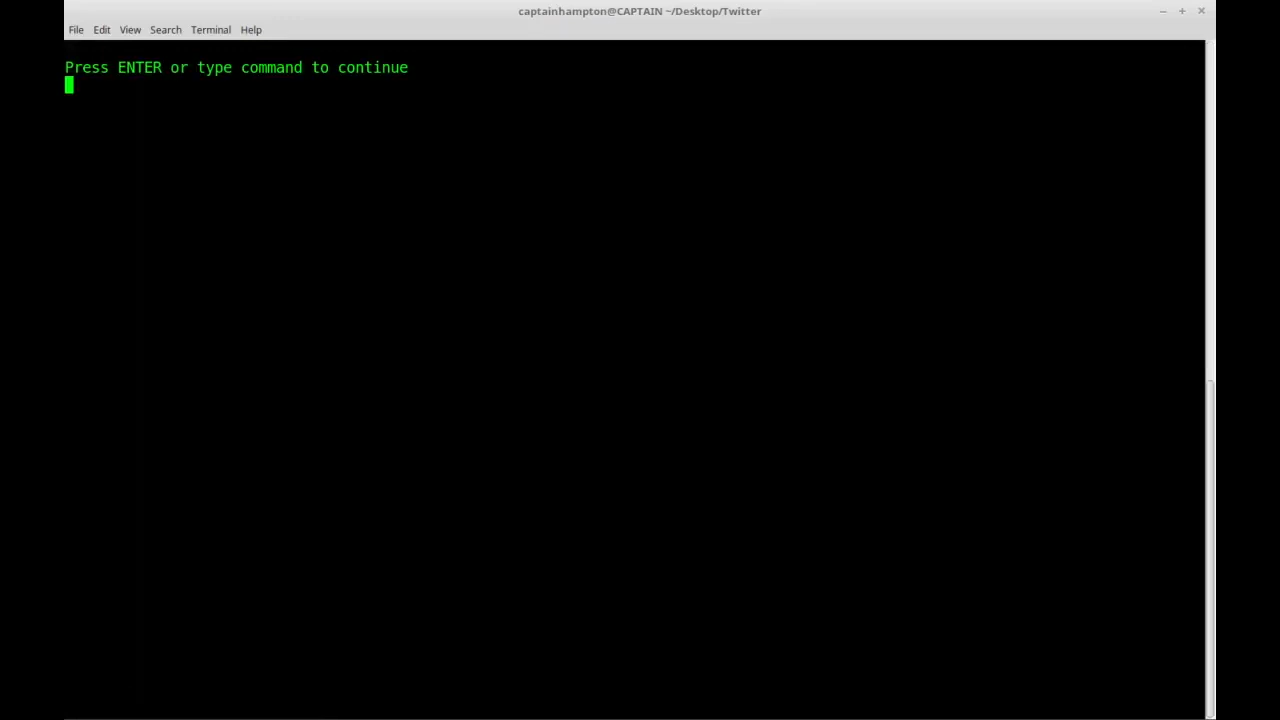 captainhampton@CAPTAIN ~/Desktop/Twitter
File Edit View Search Terminal Help
Press ENTER or type command to continue